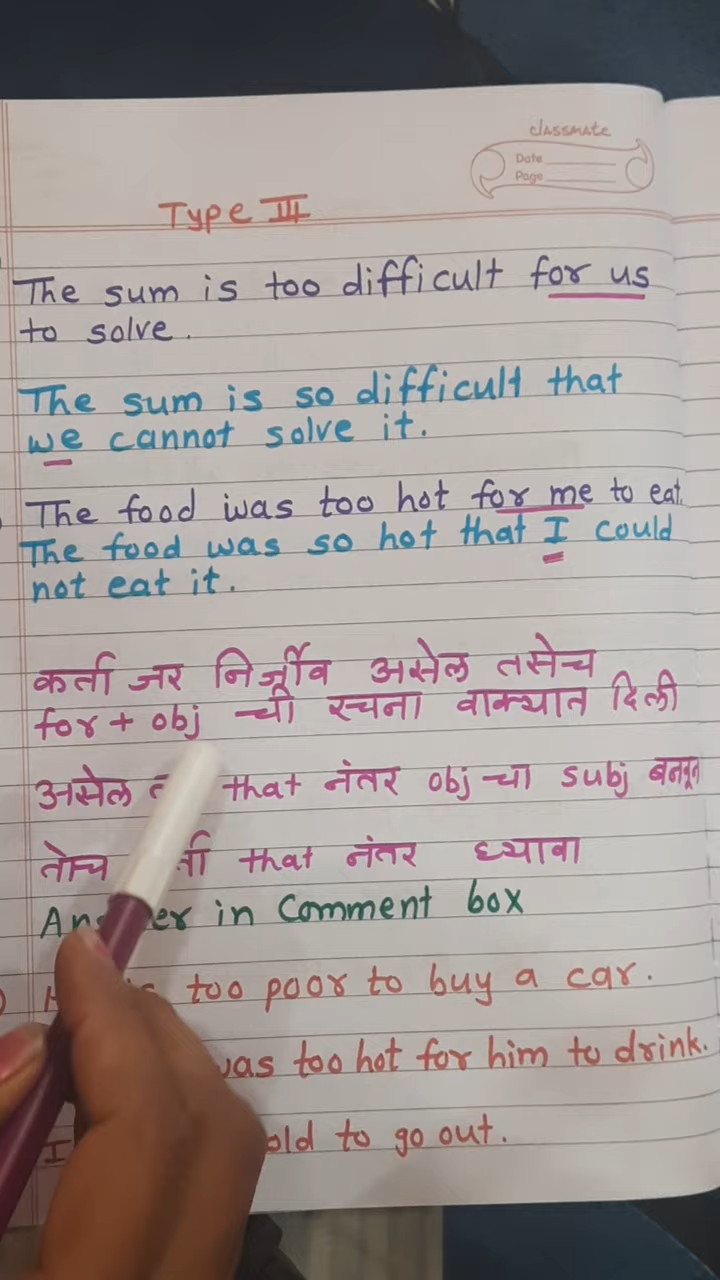 classmate
Date
Page
Type III
The sum is too difficult for us
to solve.
The sum is so difficult that
we cannot solve it.
The food was too hot for me to eat.
The food was so hot that I could
not eat it.
कर्ता जर निर्जीव असेल तसेच
for + obj ची रचना वाक्यात दिली
असेल that नंतर obj चा subj बनवून
तोच that नंतर ध्यावा
in comment box
too poor to buy a car.
was too hot for him to drink.
I to go out.